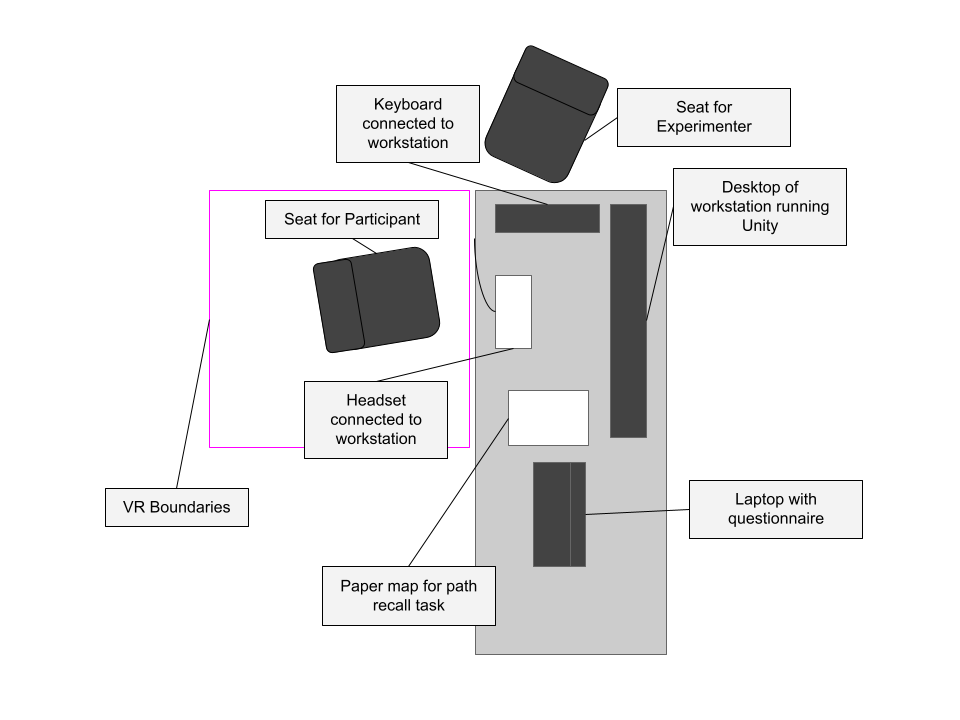 Keyboard
connected to
workstation
Seat for
Experimenter
Desktop of
workstation running
Unity
Seat for Participant
Headset
connected to
workstation
VR Boundaries
Laptop with
questionnaire
Paper map for path
recall task